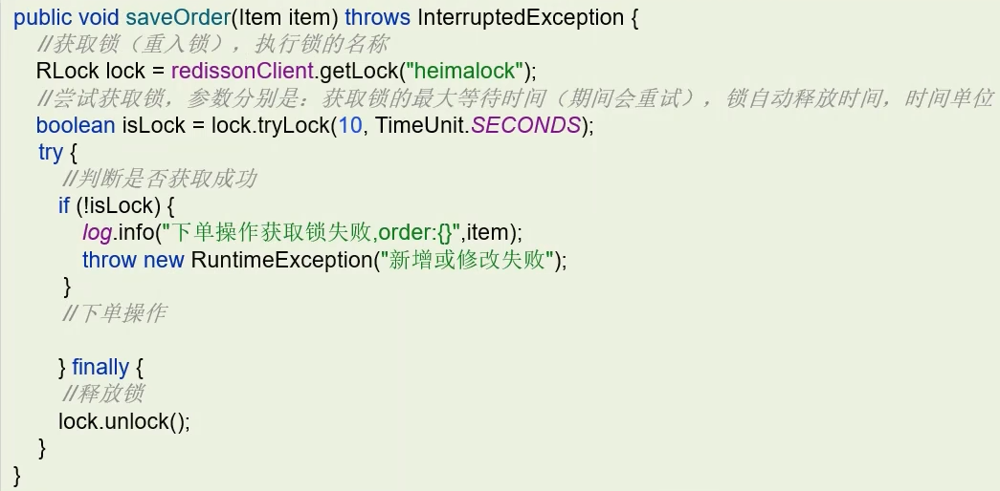 public void saveOrder(Item item) throws InterruptedException {
//获取锁（重入锁），执行锁的名称
RLock lock = redissonClient.getLock("heimalock");
//尝试获取锁，参数分别是：获取锁的最大等待时间（期间会重试），锁自动释放时间，时间单位
boolean isLock = lock.tryLock(10, TimeUnit.SECONDS);
try {
//判断是否获取成功
if (!isLock) {
log.info("下单操作获取锁失败,order:{}",item);
throw new RuntimeException("新增或修改失败");
}
//下单操作
} finally {
//释放锁
lock.unlock();
}
}